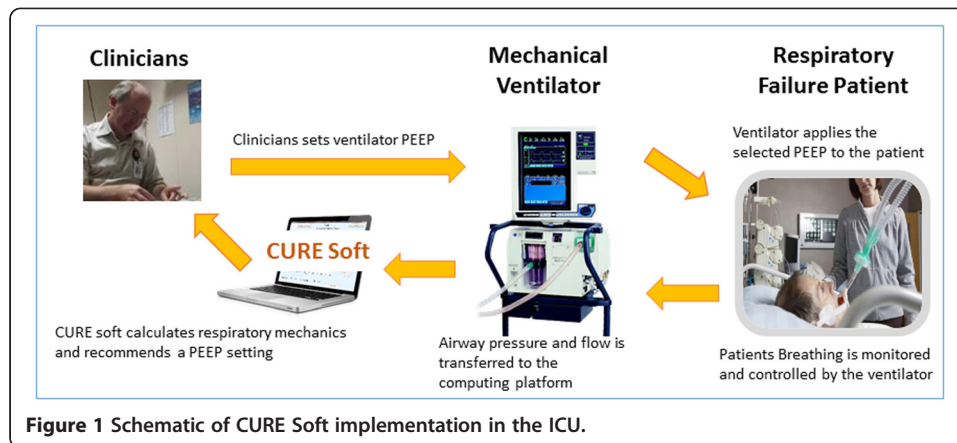 Clinicians
Mechanical
Ventilator
Respiratory
Failure Patient
Clinicians sets ventilator PEEP
Ventilator applies the
selected PEEP to the patient
CURE Soft
CURE soft calculates respiratory mechanics
and recommends a PEEP setting
Airway pressure and flow is
transferred to the
computing platform
Patients Breathing is monitored
and controlled by the ventilator
Figure 1 Schematic of CURE Soft implementation in the ICU.